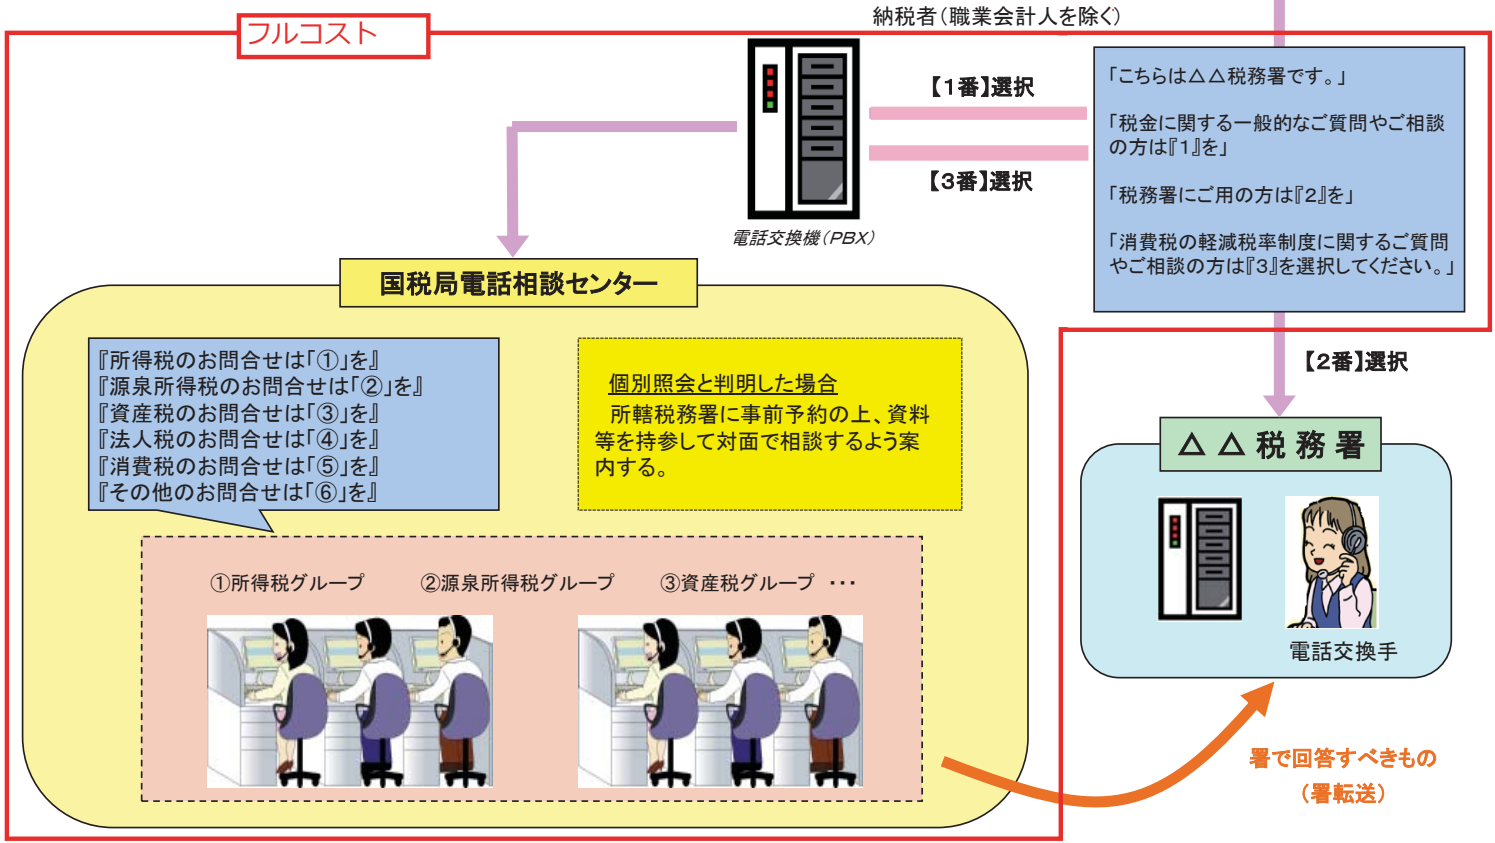 納税者（職業会計人を除く）
フルコスト
「こちらは△△税務署です。」
「税金に関する一般的なご質問やご相談
の方は『１』を」
「税務署にご用の方は『２』を」
「消費税の軽減税率制度に関するご質問
やご相談の方は『３』を選択してください。」
【１番】選択
【３番】選択
電話交換機（PBX）
国税局電話相談センター
『所得税のお問合せは「①」を』
『源泉所得税のお問合せは「②」を』
『資産税のお問合せは「③」を』
『法人税のお問合せは「④」を』
『消費税のお問合せは「⑤」を』
『その他のお問合せは「⑥」を』
個別照会と判明した場合
所轄税務署に事前予約の上、資料
等を持参して対面で相談するよう案
内する。
①所得税グループ
②源泉所得税グループ
③資産税グループ ・・・
【２番】選択
△△税務署
電話交換手
署で回答すべきもの
（署転送）